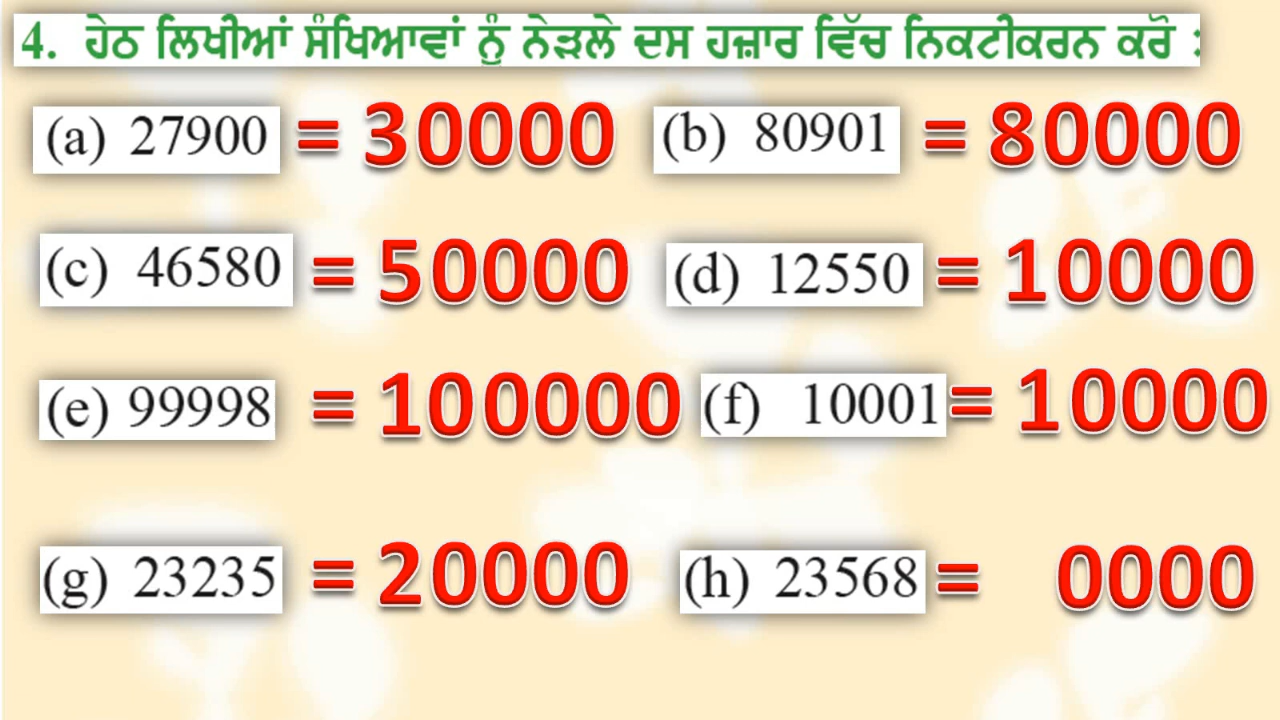 4. ਹੇਠ ਲਿਖੀਆਂ ਸੰਖਿਆਵਾਂ ਨੂੰ ਨੇੜਲੇ ਦਸ ਹਜ਼ਾਰ ਵਿੱਚ ਨਿਕਟੀਕਰਨ ਕਰੋ :
(a) 27900 = 30000 (b) 80901 = 80000
(c) 46580 = 50000 (d) 12550 = 10000
(e) 99998 = 100000 (f) 10001 = 10000
(g) 23235 = 20000 (h) 23568 = 0000